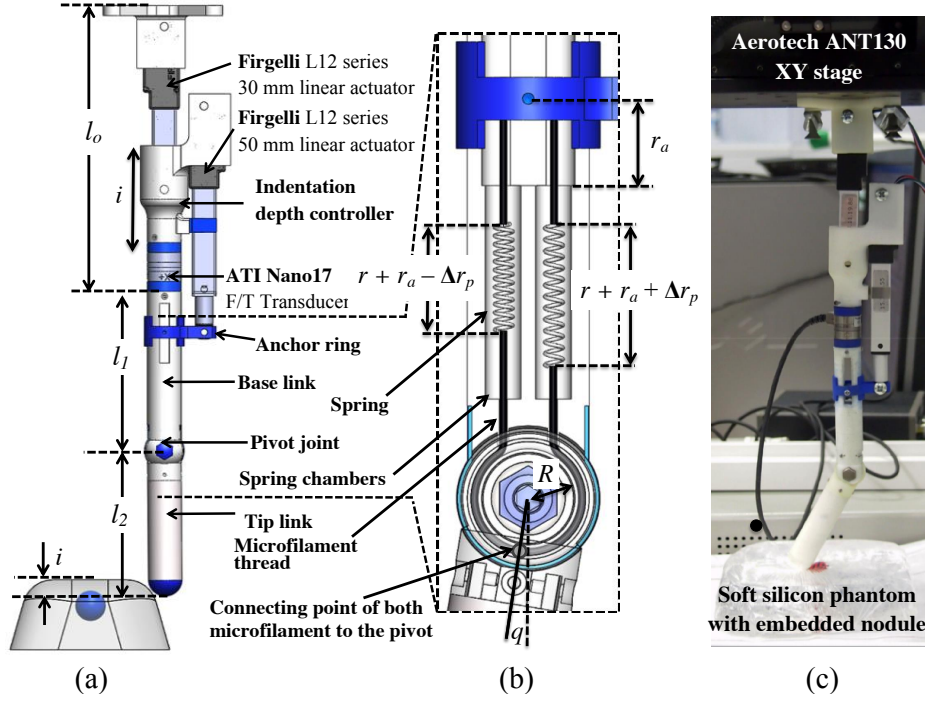 l_o
Firgelli L12 series
30 mm linear actuator
Firgelli L12 series
50 mm linear actuator
i
Indentation
depth controller
ATI Nano17
F/T Transducer
l_1
Anchor ring
Base link
Pivot joint
l_2
Tip link
i
(a)
r_a
r + r_a − Δr_p
r + r_a + Δr_p
Spring
Spring chambers
R
Microfilament
thread
Connecting point of both
microfilament to the pivot
q
(b)
Aerotech ANT130
XY stage
Soft silicon phantom
with embedded nodule
(c)